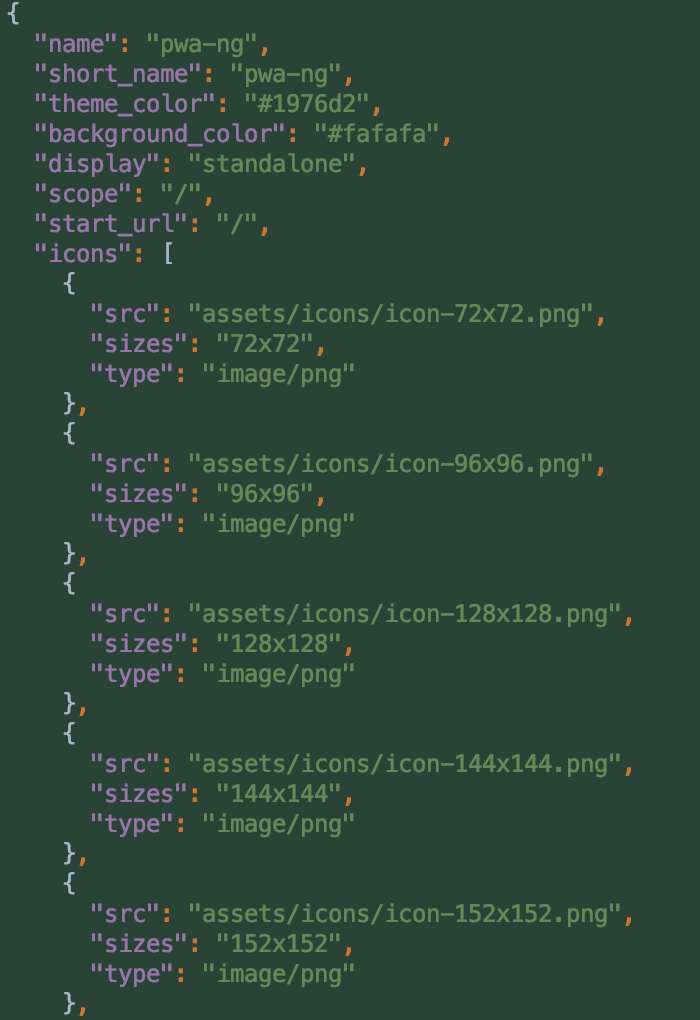 {
  "name": "pwa-ng",
  "short_name": "pwa-ng",
  "theme_color": "#1976d2",
  "background_color": "#fafafa",
  "display": "standalone",
  "scope": "/",
  "start_url": "/",
  "icons": [
    {
      "src": "assets/icons/icon-72x72.png",
      "sizes": "72x72",
      "type": "image/png"
    },
    {
      "src": "assets/icons/icon-96x96.png",
      "sizes": "96x96",
      "type": "image/png"
    },
    {
      "src": "assets/icons/icon-128x128.png",
      "sizes": "128x128",
      "type": "image/png"
    },
    {
      "src": "assets/icons/icon-144x144.png",
      "sizes": "144x144",
      "type": "image/png"
    },
    {
      "src": "assets/icons/icon-152x152.png",
      "sizes": "152x152",
      "type": "image/png"
    },